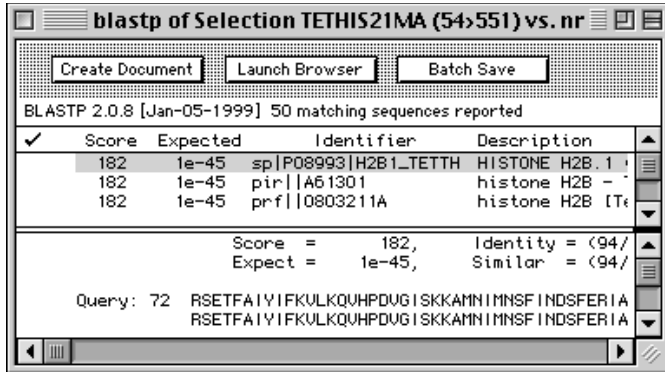 blastp of Selection TETHIS21MA (54>551) vs. nr
Create Document Launch Browser Batch Save
BLASTP 2.0.8 [Jan-05-1999] 50 matching sequences reported
✓ Score Expected Identifier Description
182 1e-45 sp|P08993|H2B1_TETTH HISTONE H2B.1
182 1e-45 pir||A61301 histone H2B -
182 1e-45 prf||0803211A histone H2B [Te
Score = 182, Identity = (94/
Expect = 1e-45, Similar = (94/
Query: 72 RSETFAIYIFKVLKQVHPDVGISKKAMNIMNSFINDSFERIA
RSETFAIYIFKVLKQVHPDVGISKKAMNIMNSFINDSFERIA